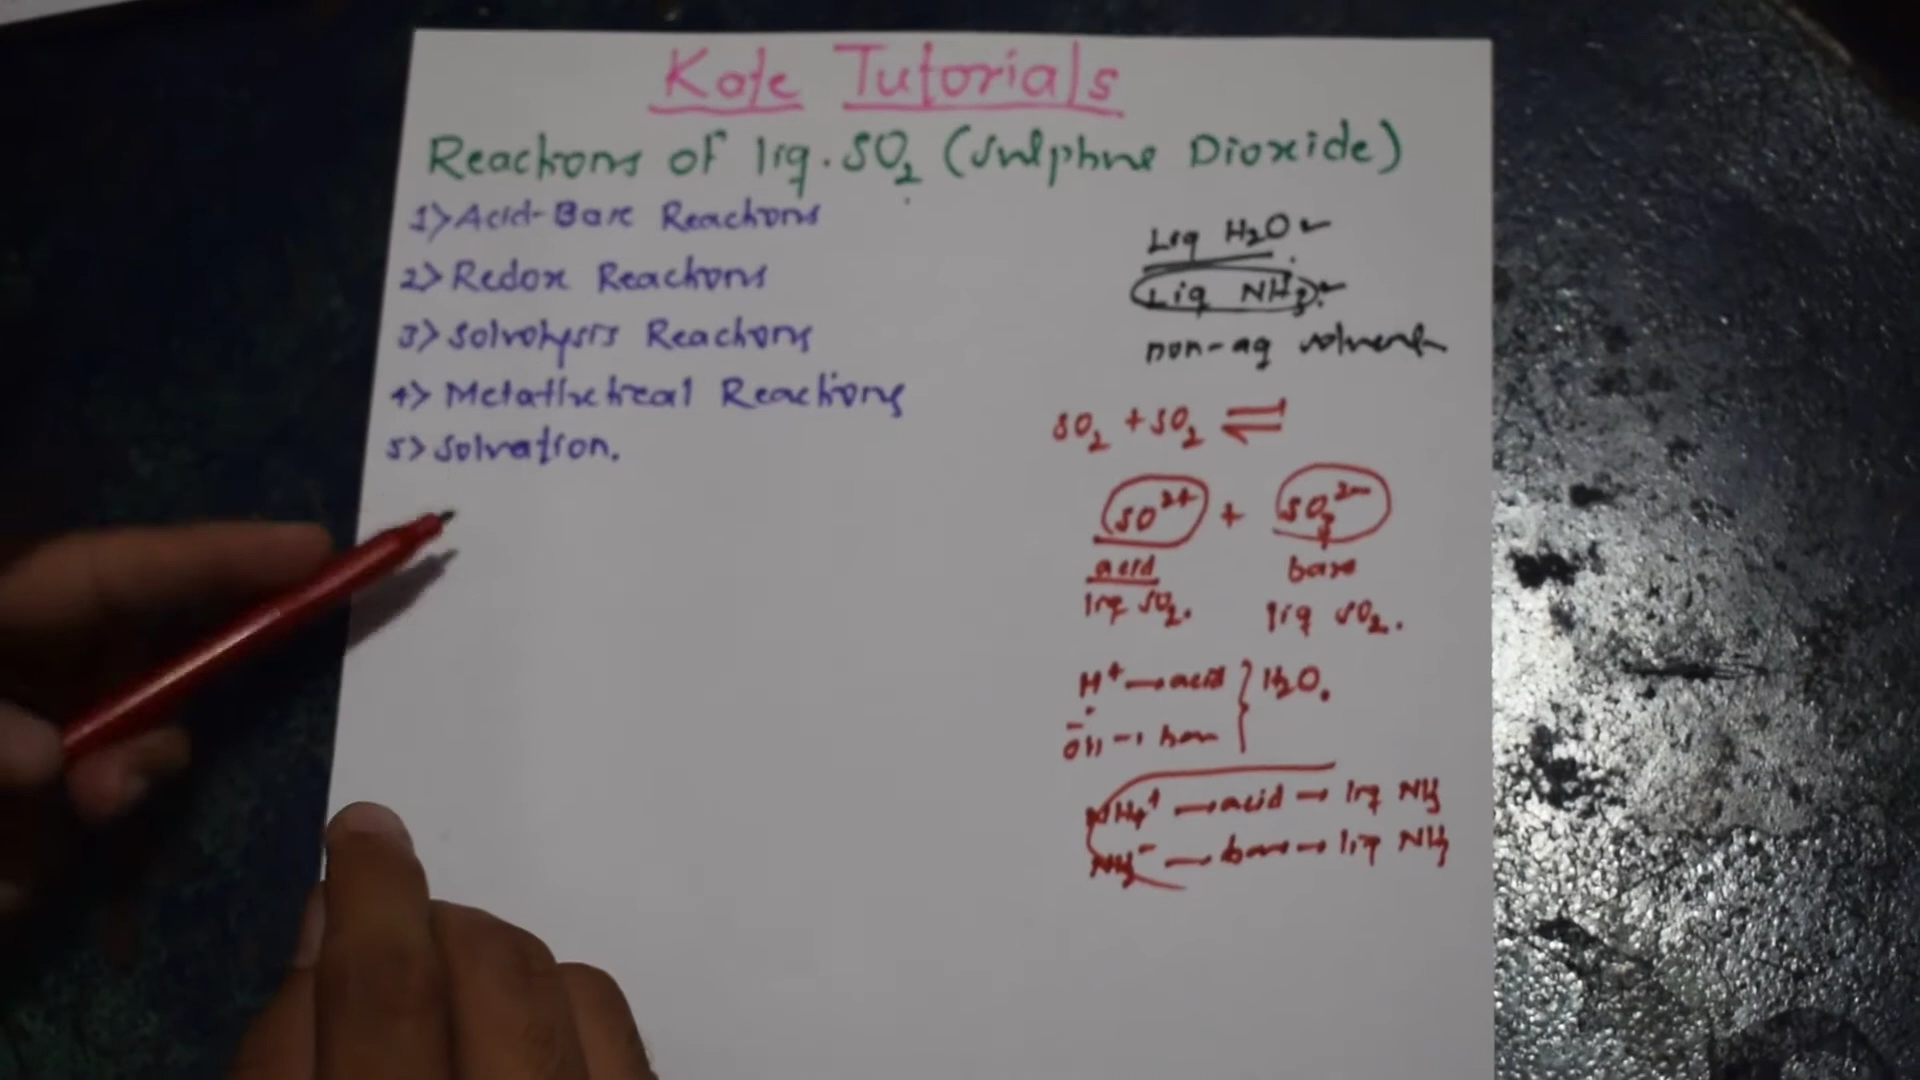 Kote Tutorials
Reactions of liq. SO₂ (Sulphur Dioxide)
1) Acid-Base Reactions
2) Redox Reactions
3) Solvolysis Reactions
4) Metathetical Reactions
5) Solvation.
Liq H₂O
Liq NH₃.
non-aq solvent
SO₂ + SO₂ ⇌
SO²⁺ + SO₃²⁻
acid base
liq SO₂. liq SO₂.
H⁺ → acid } H₂O.
OH⁻ → base
NH₄⁺ → acid → liq NH₃
NH₂⁻ → base → liq NH₃